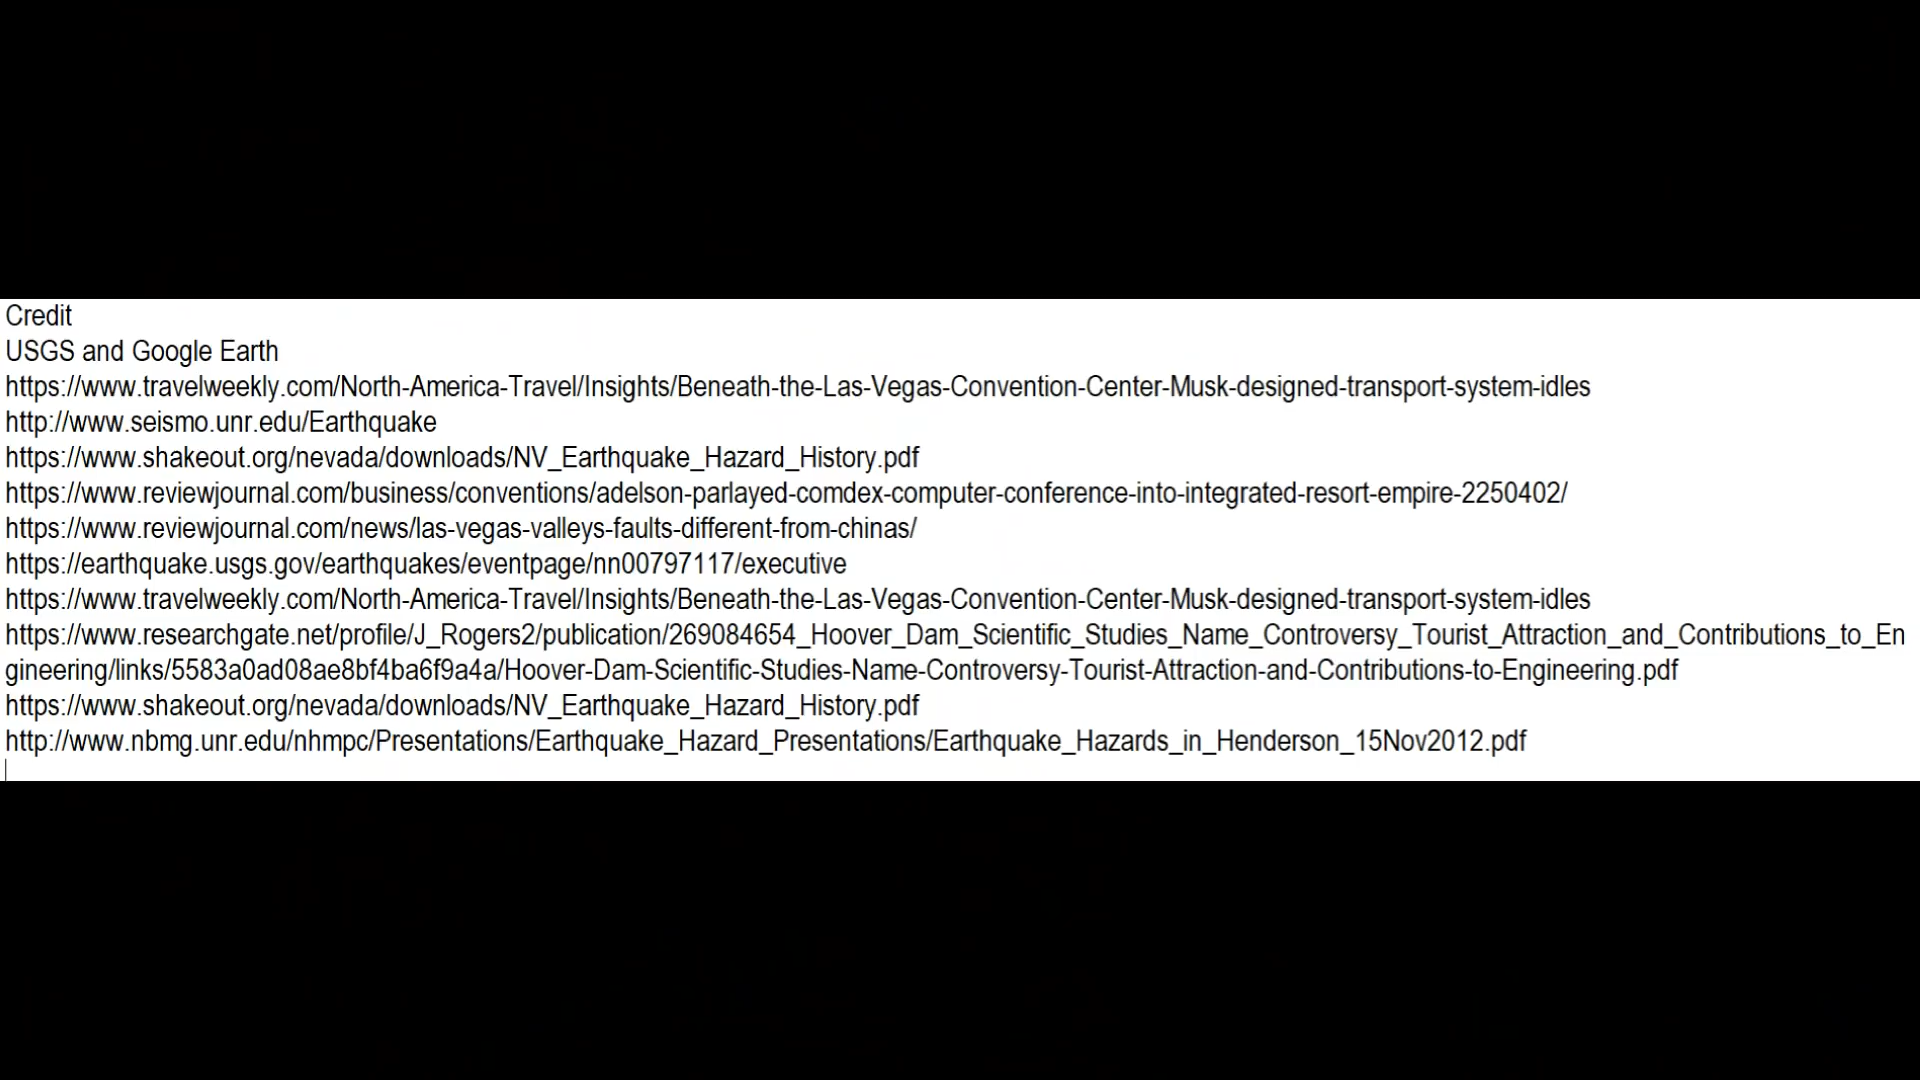 Credit
USGS and Google Earth
https://www.travelweekly.com/North-America-Travel/Insights/Beneath-the-Las-Vegas-Convention-Center-Musk-designed-transport-system-idles
http://www.seismo.unr.edu/Earthquake
https://www.shakeout.org/nevada/downloads/NV_Earthquake_Hazard_History.pdf
https://www.reviewjournal.com/business/conventions/adelson-parlayed-comdex-computer-conference-into-integrated-resort-empire-2250402/
https://www.reviewjournal.com/news/las-vegas-valleys-faults-different-from-chinas/
https://earthquake.usgs.gov/earthquakes/eventpage/nn00797117/executive
https://www.travelweekly.com/North-America-Travel/Insights/Beneath-the-Las-Vegas-Convention-Center-Musk-designed-transport-system-idles
https://www.researchgate.net/profile/J_Rogers2/publication/269084654_Hoover_Dam_Scientific_Studies_Name_Controversy_Tourist_Attraction_and_Contributions_to_En
gineering/links/5583a0ad08ae8bf4ba6f9a4a/Hoover-Dam-Scientific-Studies-Name-Controversy-Tourist-Attraction-and-Contributions-to-Engineering.pdf
https://www.shakeout.org/nevada/downloads/NV_Earthquake_Hazard_History.pdf
http://www.nbmg.unr.edu/nhmpc/Presentations/Earthquake_Hazard_Presentations/Earthquake_Hazards_in_Henderson_15Nov2012.pdf